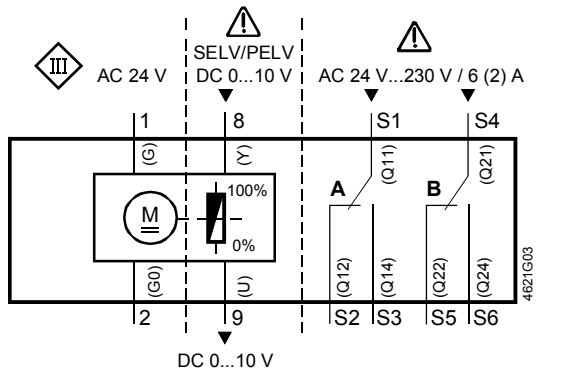 SELV/PELV
III AC 24 V DC 0...10 V AC 24 V...230 V / 6 (2) A
1 8 S1 S4
(G) (Y) (Q11) (Q21)
100%
A B
M
0%
(G0) (U) (Q12) (Q14) (Q22) (Q24)
2 9 S2 S3 S5 S6
DC 0...10 V
4621G03